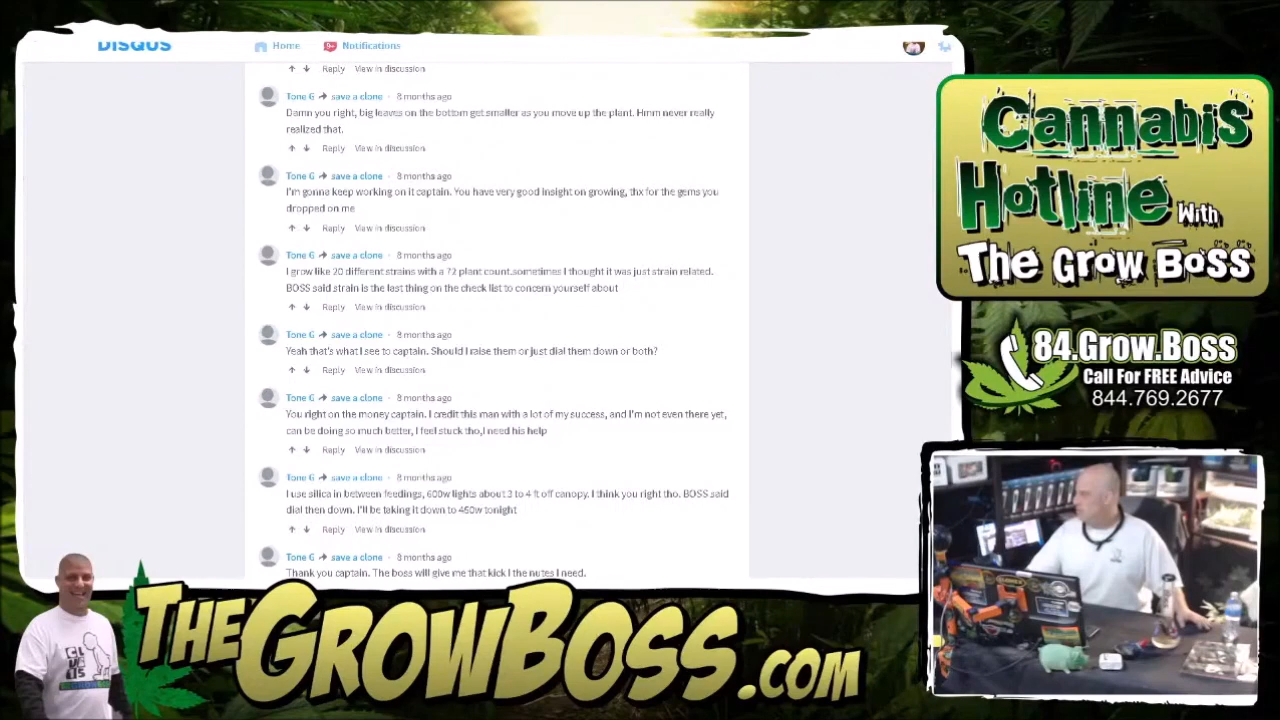 DISQUS
Home
Notifications
Reply View in discussion
Tone G save a clone · 8 months ago
Damn you right, big leaves on the bottom get smaller as you move up the plant. Hmm never really
realized that.
Reply View in discussion
Tone G save a clone · 8 months ago
I'm gonna keep working on it captain. You have very good insight on growing, thx for the gems you
dropped on me
Reply View in discussion
Tone G save a clone · 8 months ago
I grow like 20 different strains with a 72 plant count.sometimes I thought it was just strain related.
BOSS said strain is the last thing on the check list to concern yourself about
Reply View in discussion
Tone G save a clone · 8 months ago
Yeah that's what I see to captain. Should I raise them or just dial them down or both?
Reply View in discussion
Tone G save a clone · 8 months ago
You right on the money captain. I credit this man with a lot of my success, and I'm not even there yet,
can be doing so much better, I feel stuck tho,I need his help
Reply View in discussion
Tone G save a clone · 8 months ago
I use silica in between feedings, 600w lights about 3 to 4 ft off canopy. I think you right tho. BOSS said
dial then down. I'll be taking it down to 450w tonight
Reply View in discussion
Tone G save a clone · 8 months ago
Thank you captain. The boss will give me that kick I the nutes I need.
Cannabis
Hotline With
The Grow Boss
84.Grow.Boss
Call For FREE Advice
844.769.2677
THEGROWBOSS.COM